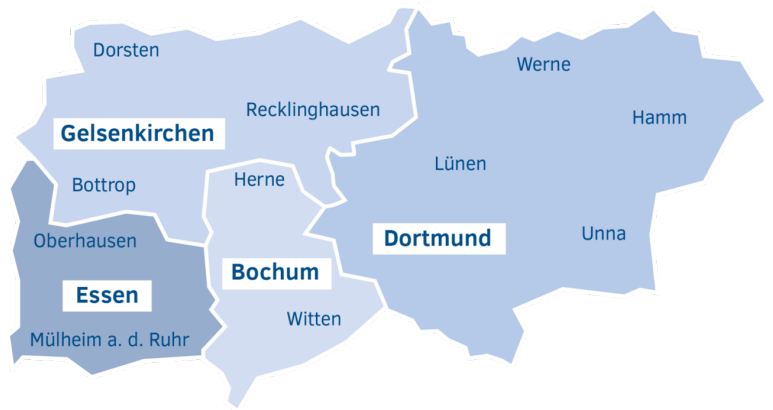 Dorsten
Werne
Recklinghausen
Hamm
Gelsenkirchen
Lünen
Herne
Bottrop
Unna
Dortmund
Oberhausen
Bochum
Essen
Witten
Mülheim a. d. Ruhr